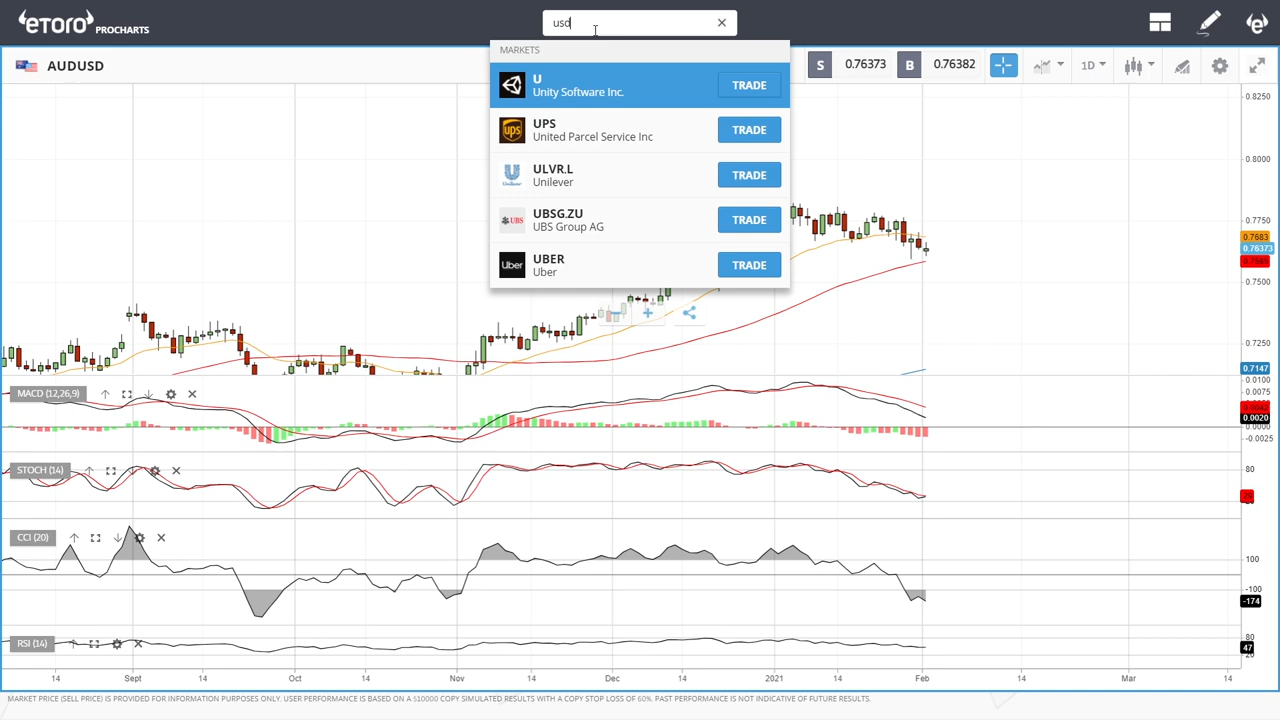 eTORO PROCHARTS
usd
MARKETS
U
Unity Software Inc.
TRADE
UPS
United Parcel Service Inc
TRADE
ULVR.L
Unilever
TRADE
UBSG.ZU
UBS Group AG
TRADE
UBER
Uber
TRADE
AUDUSD
S 0.76373 B 0.76382 1D
0.8250
0.8000
0.7750
0.7683
0.76373
0.7500
0.7250
0.7147
MACD (12,26,9)
0.0100
0.0075
0.0020
0.0000
-0.0025
STOCH (14)
80
CCI (20)
100
-100
-174
RSI (14)
80
47
20
14 Sept 14 Oct 14 Nov 14 Dec 14 2021 14 Feb 14 Mar 14
MARKET PRICE (SELL PRICE) IS PROVIDED FOR INFORMATION PURPOSES ONLY. USER PERFORMANCE IS BASED ON A $10000 COPY SIMULATED RESULTS WITH A COPY STOP LOSS OF 60%. PAST PERFORMANCE IS NOT INDICATIVE OF FUTURE RESULTS.